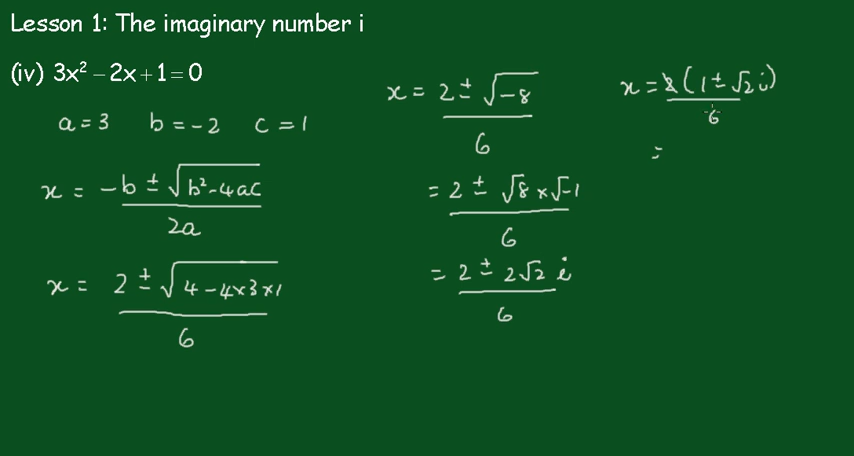 Lesson 1: The imaginary number i
(iv) 3x² – 2x + 1 = 0
a = 3 b = -2 c = 1
x = (-b ± √(b²-4ac)) / 2a
x = (2 ± √(4 - 4×3×1)) / 6
x = (2 ± √-8) / 6
= (2 ± √8 × √-1) / 6
= (2 ± 2√2 i) / 6
x = 2(1 ± √2 i) / 6
=